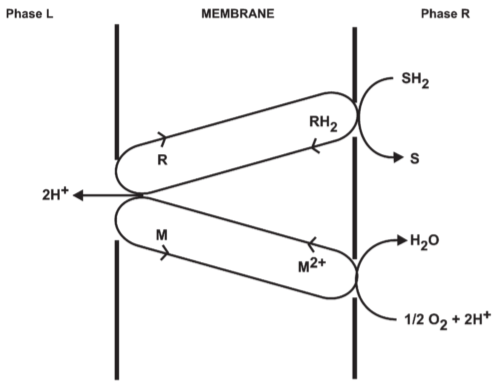 Phase L MEMBRANE Phase R
SH₂
RH₂
R
S
2H⁺
M
H₂O
M²⁺
1/2 O₂ + 2H⁺